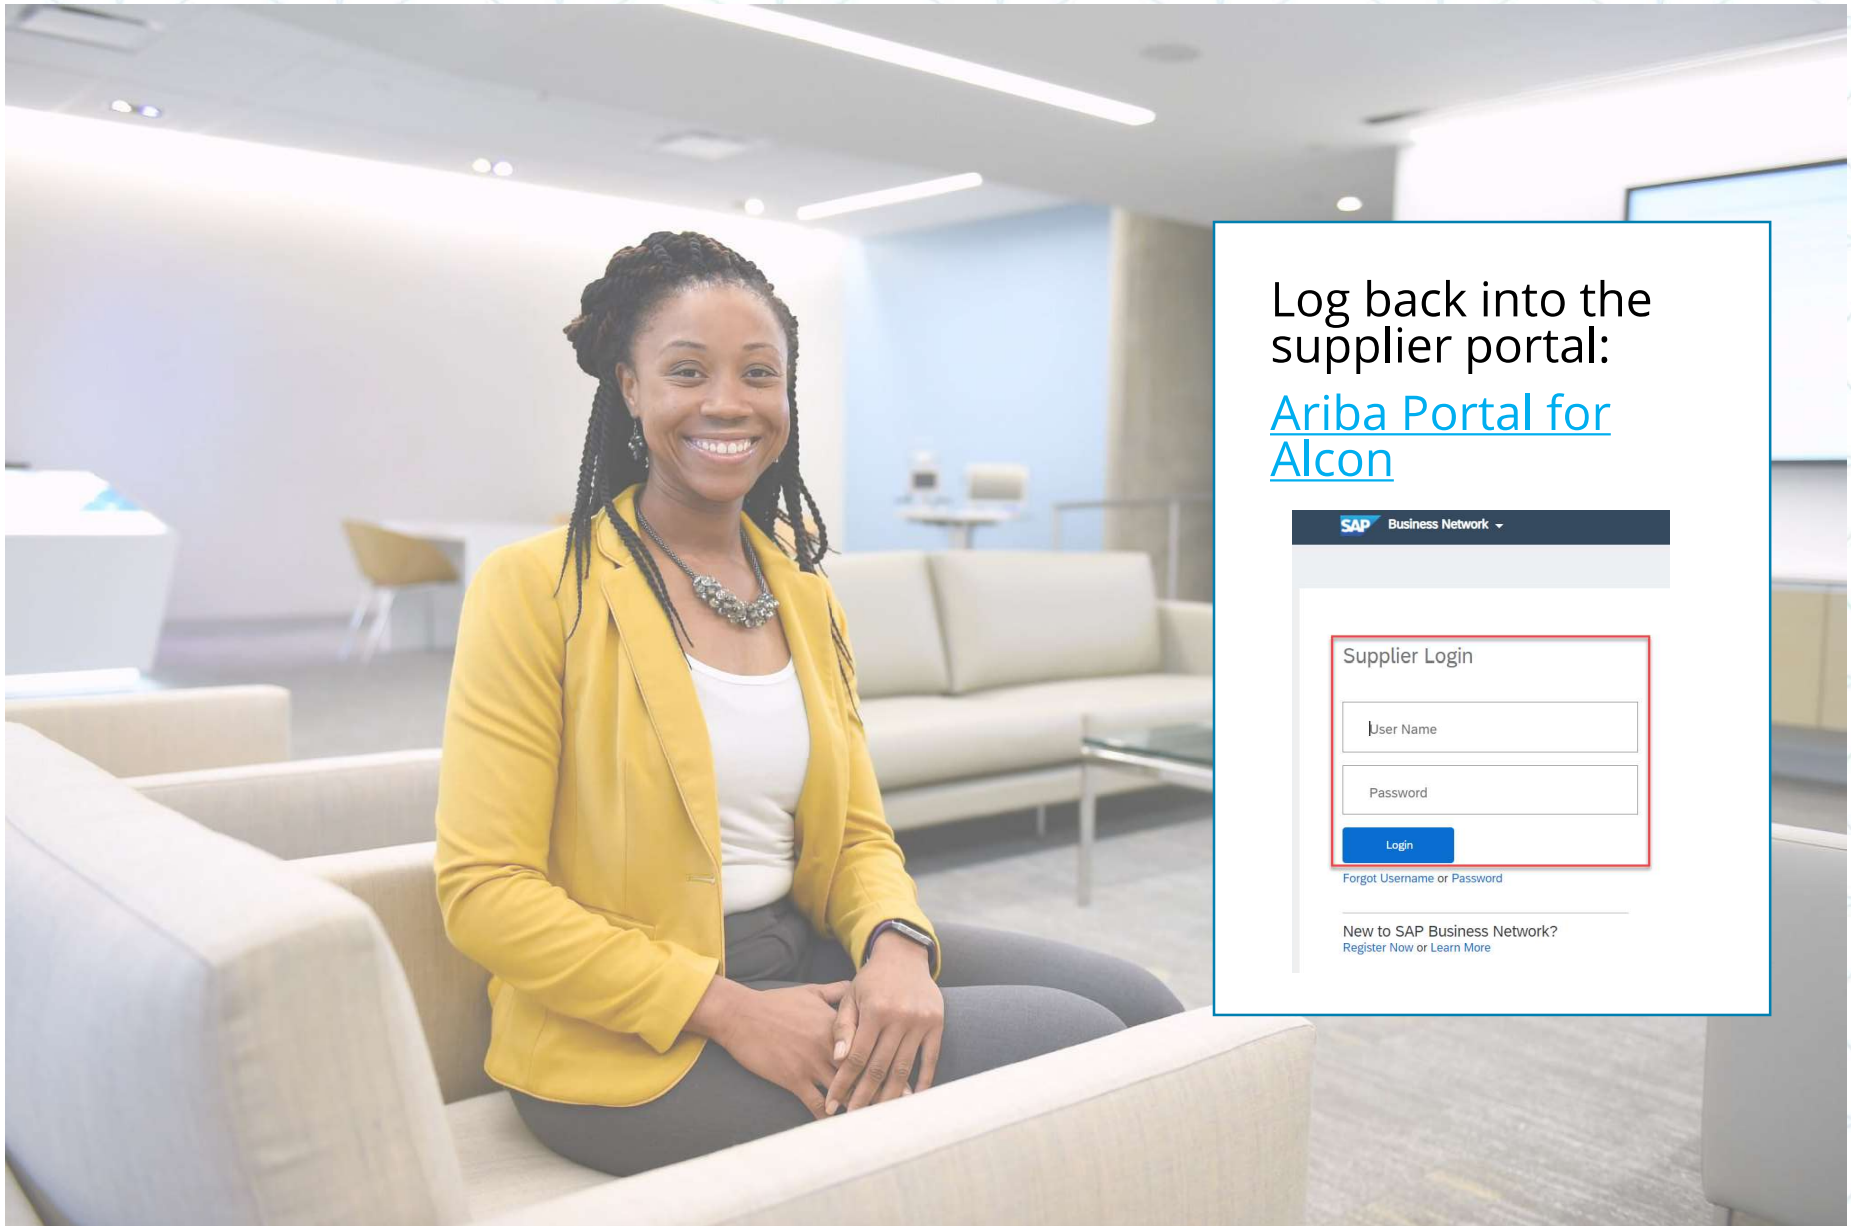 Log back into the
supplier portal:
Ariba Portal for
Alcon
SAP Business Network
Supplier Login
User Name
Password
Login
Forgot Username or Password
New to SAP Business Network?
Register Now or Learn More